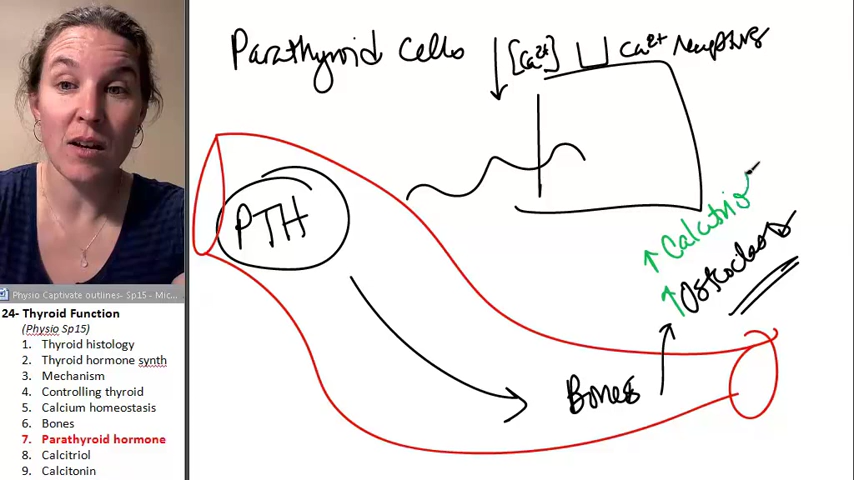 Parathyroid Cells
↓ [Ca²⁺]
Ca²⁺ receptors
PTH
↑ Calcitriol
↑ Osteoclasts
Bones
Physio Captivate outlines- Sp15 - Mic...
24- Thyroid Function
(Physio Sp15)
1. Thyroid histology
2. Thyroid hormone synth
3. Mechanism
4. Controlling thyroid
5. Calcium homeostasis
6. Bones
7. Parathyroid hormone
8. Calcitriol
9. Calcitonin